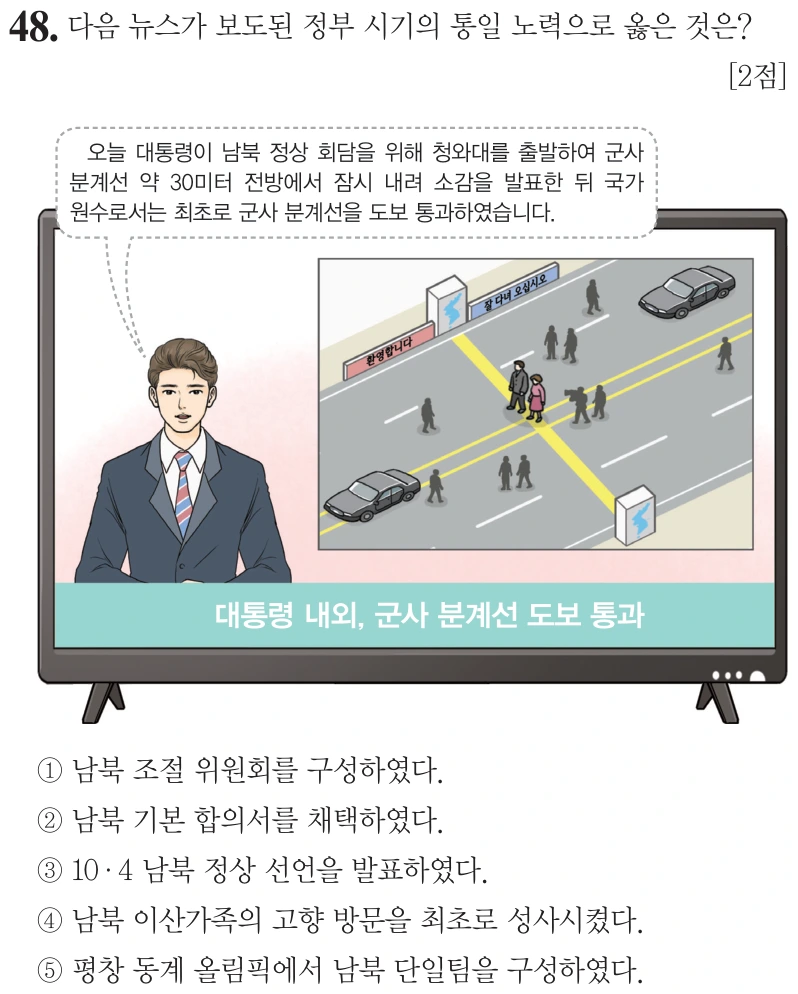 48. 다음 뉴스가 보도된 정부 시기의 통일 노력으로 옳은 것은?
[2점]
오늘 대통령이 남북 정상 회담을 위해 청와대를 출발하여 군사
분계선 약 30미터 전방에서 잠시 내려 소감을 발표한 뒤 국가
원수로서는 최초로 군사 분계선을 도보 통과하였습니다.
잘 다녀 오십시오
환영합니다
대통령 내외, 군사 분계선 도보 통과
① 남북 조절 위원회를 구성하였다.
② 남북 기본 합의서를 채택하였다.
③ 10·4 남북 정상 선언을 발표하였다.
④ 남북 이산가족의 고향 방문을 최초로 성사시켰다.
⑤ 평창 동계 올림픽에서 남북 단일팀을 구성하였다.